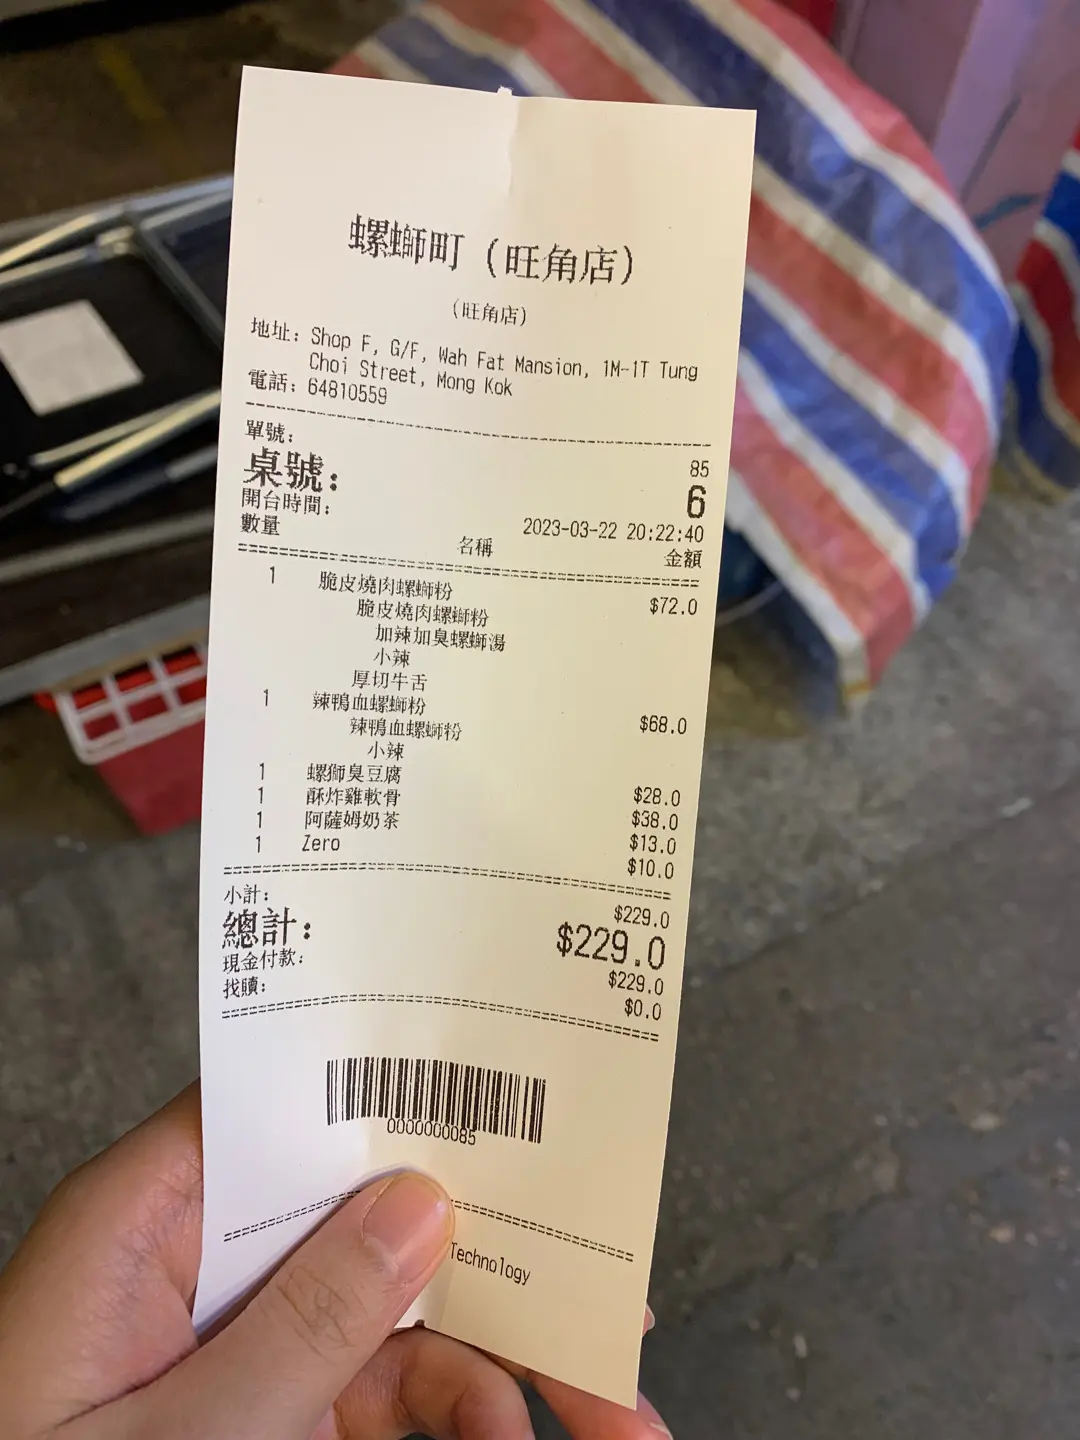 螺螄町（旺角店）
（旺角店）
地址：Shop F, G/F, Wah Fat Mansion, 1M-1T Tung
Choi Street, Mong Kok
電話：64810559
單號： 85
桌號： 6
開台時間： 2023-03-22 20:22:40
數量 名稱 金額
1 脆皮燒肉螺螄粉 $72.0
脆皮燒肉螺螄粉
加辣加臭螺螄湯
小辣
厚切牛舌
1 辣鴨血螺螄粉 $68.0
辣鴨血螺螄粉
小辣
1 螺獅臭豆腐 $28.0
1 酥炸雞軟骨 $38.0
1 阿薩姆奶茶 $13.0
1 Zero $10.0
小計： $229.0
總計： $229.0
現金付款： $229.0
找贖： $0.0
0000000085
Technology